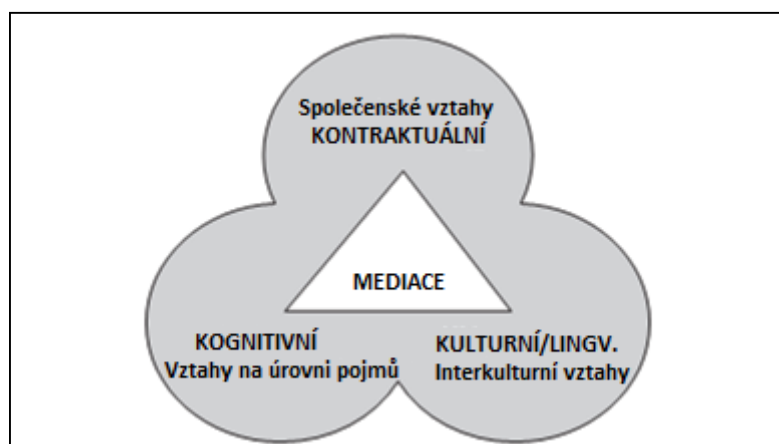 Společenské vztahy
KONTRAKTUÁLNÍ
MEDIACE
KOGNITIVNÍ
Vztahy na úrovni pojmů
KULTURNÍ/LINGV.
Interkulturní vztahy